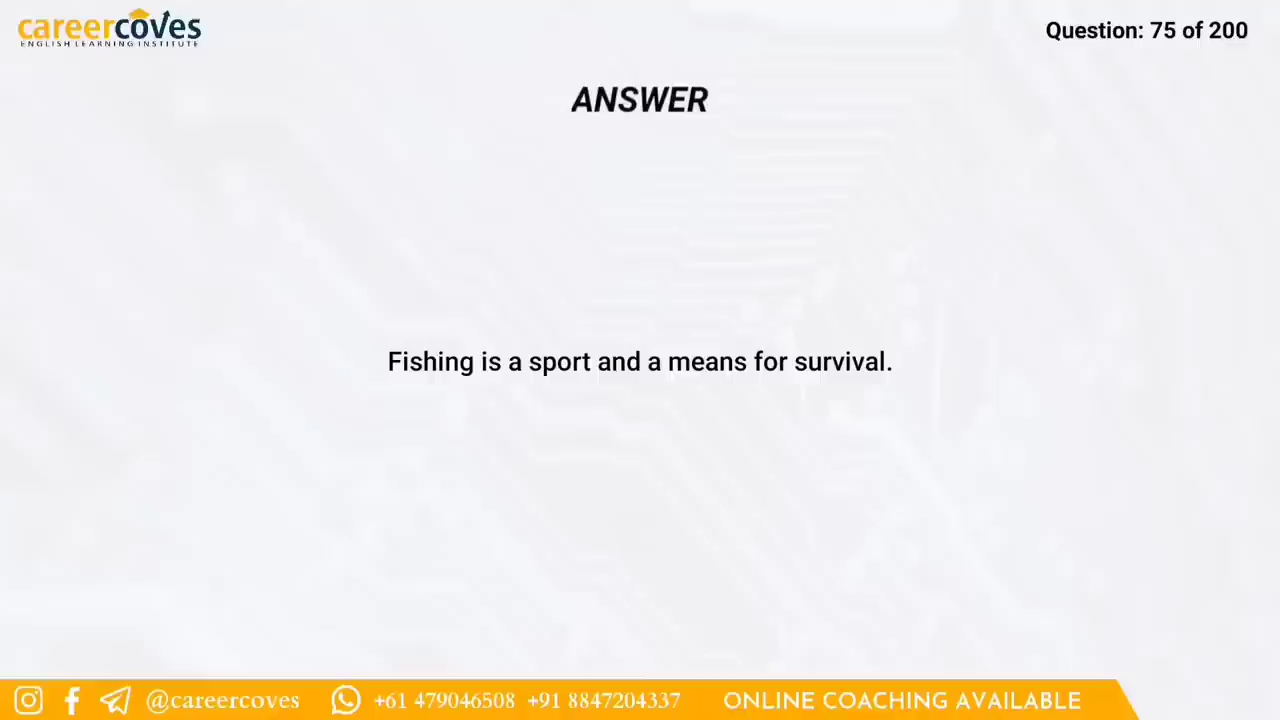 careercoves
ENGLISH LEARNING INSTITUTE
Question: 75 of 200
ANSWER
Fishing is a sport and a means for survival.
@careercoves +61 479046508 +91 8847204337 ONLINE COACHING AVAILABLE